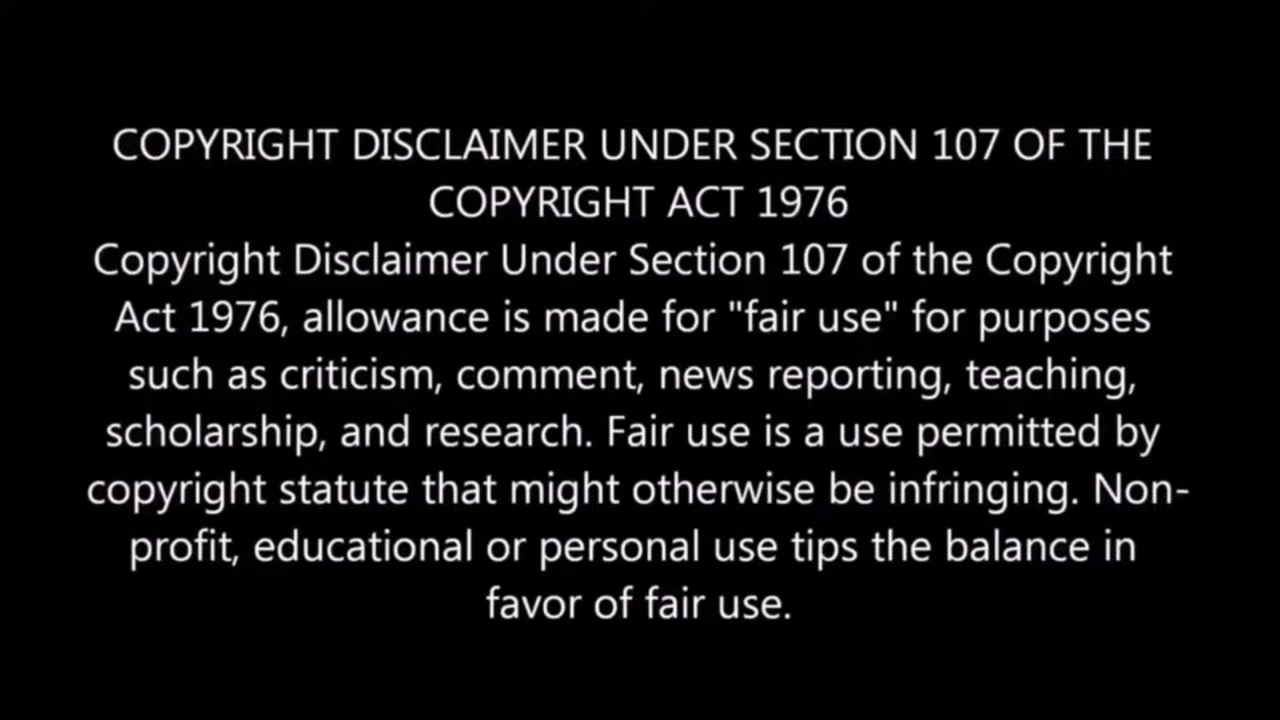 COPYRIGHT DISCLAIMER UNDER SECTION 107 OF THE
COPYRIGHT ACT 1976
Copyright Disclaimer Under Section 107 of the Copyright
Act 1976, allowance is made for "fair use" for purposes
such as criticism, comment, news reporting, teaching,
scholarship, and research. Fair use is a use permitted by
copyright statute that might otherwise be infringing. Non-
profit, educational or personal use tips the balance in
favor of fair use.